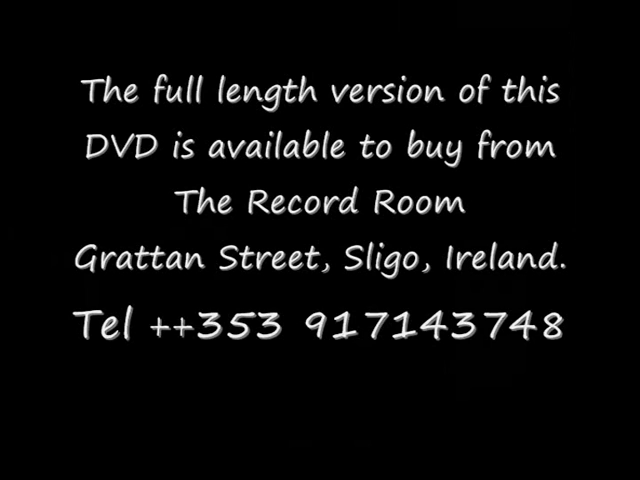 The full length version of this
DVD is available to buy from
The Record Room
Grattan Street, Sligo, Ireland.
Tel ++353 917143748